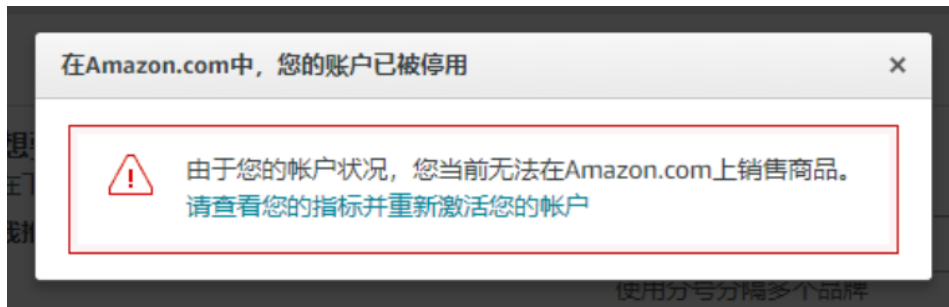 在Amazon.com中，您的账户已被停用
由于您的帐户状况，您当前无法在Amazon.com上销售商品。
请查看您的指标并重新激活您的帐户
使用分号分隔多个品牌